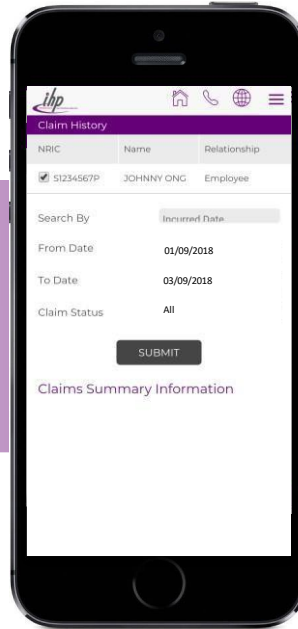 ihp
Claim History
NRIC Name Relationship
S1234567P JOHNNY ONG Employee
Search By Incurred Date
From Date 01/09/2018
To Date 03/09/2018
Claim Status All
SUBMIT
Claims Summary Information